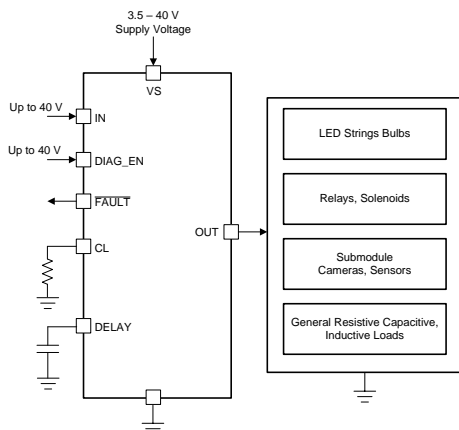 3.5 – 40 V
Supply Voltage
VS
Up to 40 V
IN
Up to 40 V
DIAG_EN
FAULT
CL
DELAY
OUT
LED Strings Bulbs
Relays, Solenoids
Submodule
Cameras, Sensors
General Resistive Capacitive,
Inductive Loads